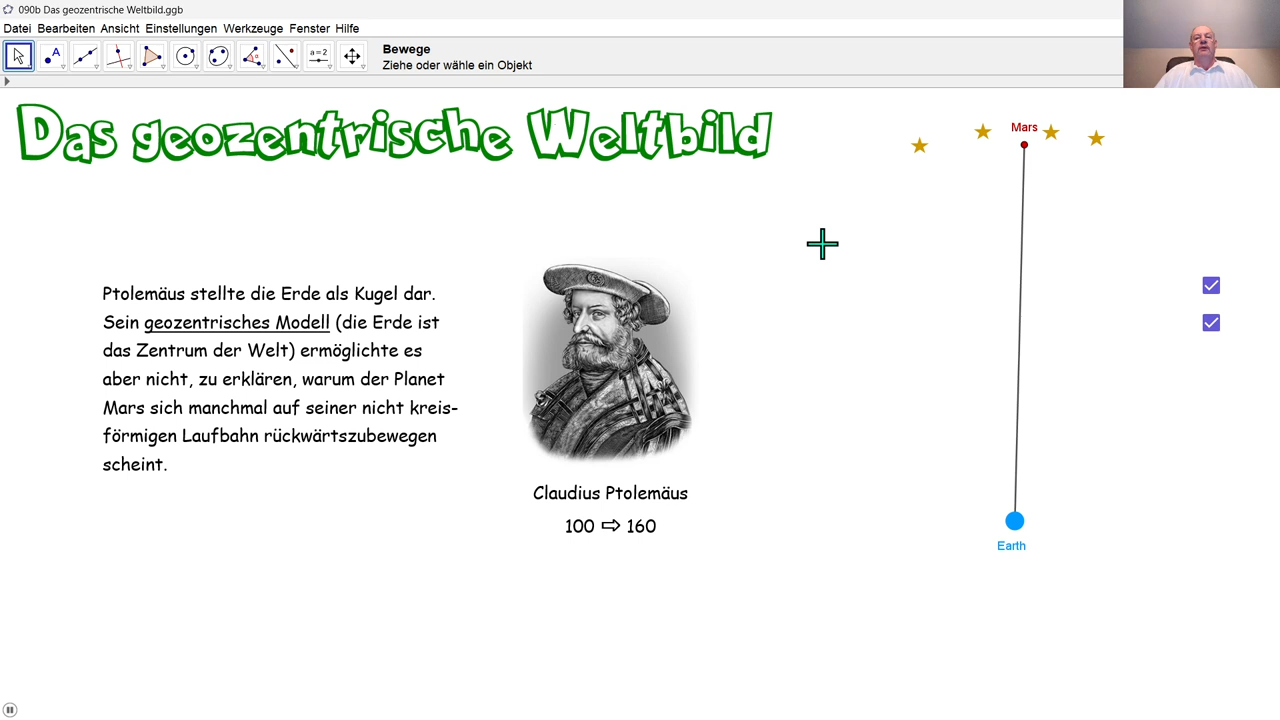 090b Das geozentrische Weltbild.ggb
Datei Bearbeiten Ansicht Einstellungen Werkzeuge Fenster Hilfe
A
a=2
Bewege
Ziehe oder wähle ein Objekt
Das geozentrische Weltbild
Mars
Ptolemäus stellte die Erde als Kugel dar.
Sein geozentrisches Modell (die Erde ist
das Zentrum der Welt) ermöglichte es
aber nicht, zu erklären, warum der Planet
Mars sich manchmal auf seiner nicht kreis-
förmigen Laufbahn rückwärtszubewegen
scheint.
Claudius Ptolemäus
100 ⇨ 160
Earth